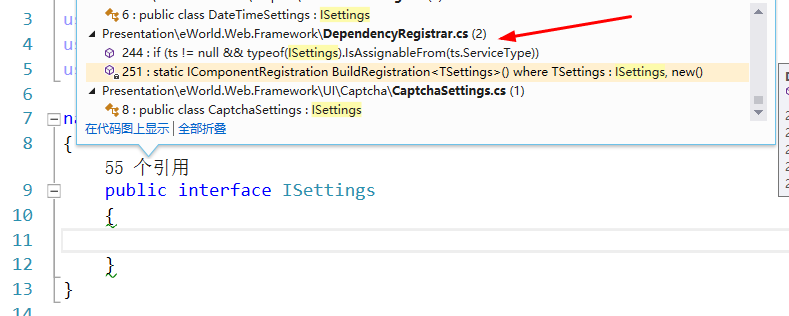 6 : public class DateTimeSettings : ISettings
Presentation\eWorld.Web.Framework\DependencyRegistrar.cs (2)
244 : if (ts != null && typeof(ISettings).IsAssignableFrom(ts.ServiceType))
251 : static IComponentRegistration BuildRegistration<TSettings>() where TSettings : ISettings, new()
Presentation\eWorld.Web.Framework\UI\Captcha\CaptchaSettings.cs (1)
8 : public class CaptchaSettings : ISettings
在代码图上显示 | 全部折叠
3 us
4 us
5 us
6
7 na
8 {
55 个引用
9 public interface ISettings
10 {
11
12 }
13 }
14